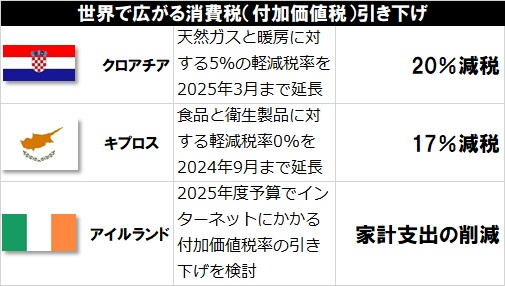 世界で広がる消費税(付加価値税)引き下げ
クロアチア
天然ガスと暖房に対
する5%の軽減税率を
2025年3月まで延長
20%減税
キプロス
食品と衛生製品に対
する軽減税率0%を
2024年9月まで延長
17%減税
アイルランド
2025年度予算でイン
ターネットにかかる
付加価値税率の引き
下げを検討
家計支出の削減